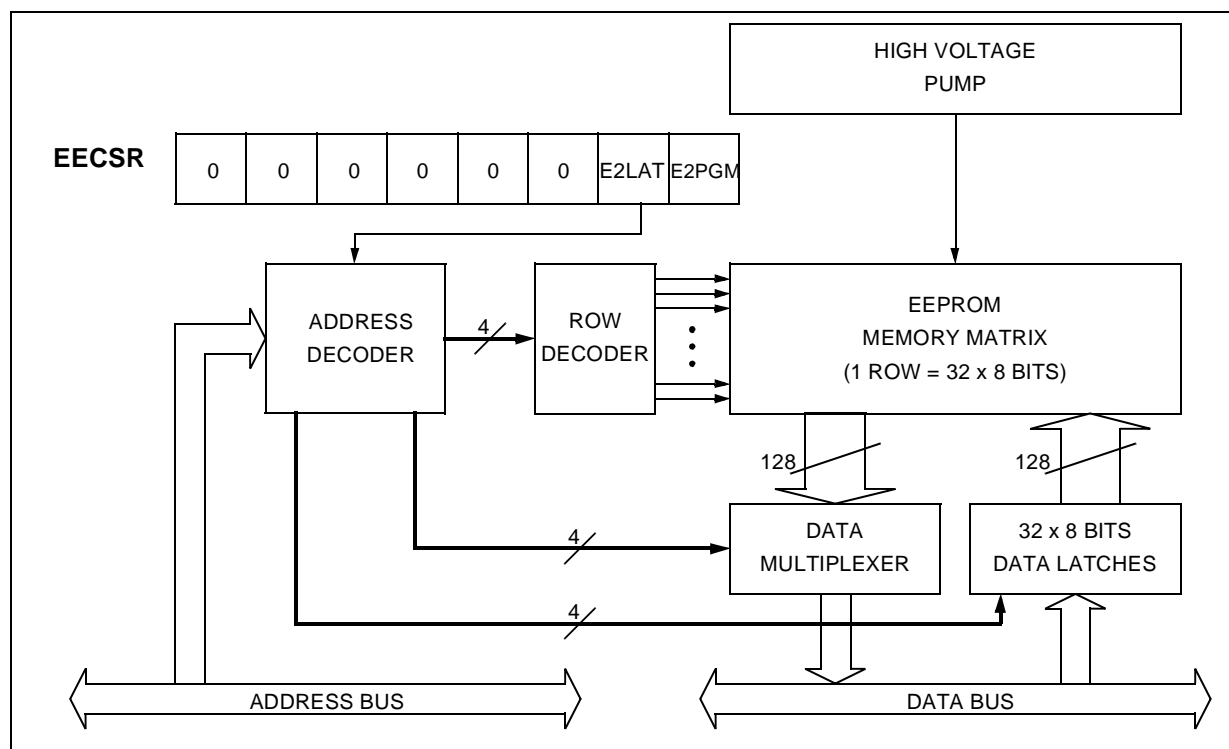 HIGH VOLTAGE
PUMP
EECSR
0 0 0 0 0 0 E2LAT E2PGM
ADDRESS
DECODER
4
ROW
DECODER
EEPROM
MEMORY MATRIX
(1 ROW = 32 x 8 BITS)
128
128
4
DATA
MULTIPLEXER
32 x 8 BITS
DATA LATCHES
4
ADDRESS BUS
DATA BUS